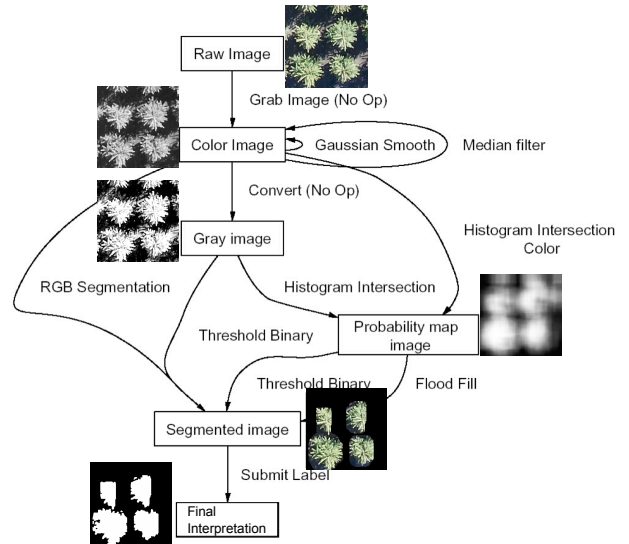 Raw Image
Grab Image (No Op)
Color Image
Gaussian Smooth
Median filter
Convert (No Op)
Gray image
Histogram Intersection
Color
RGB Segmentation
Histogram Intersection
Probability map
image
Threshold Binary
Threshold Binary
Flood Fill
Segmented image
Submit Label
Final
Interpretation